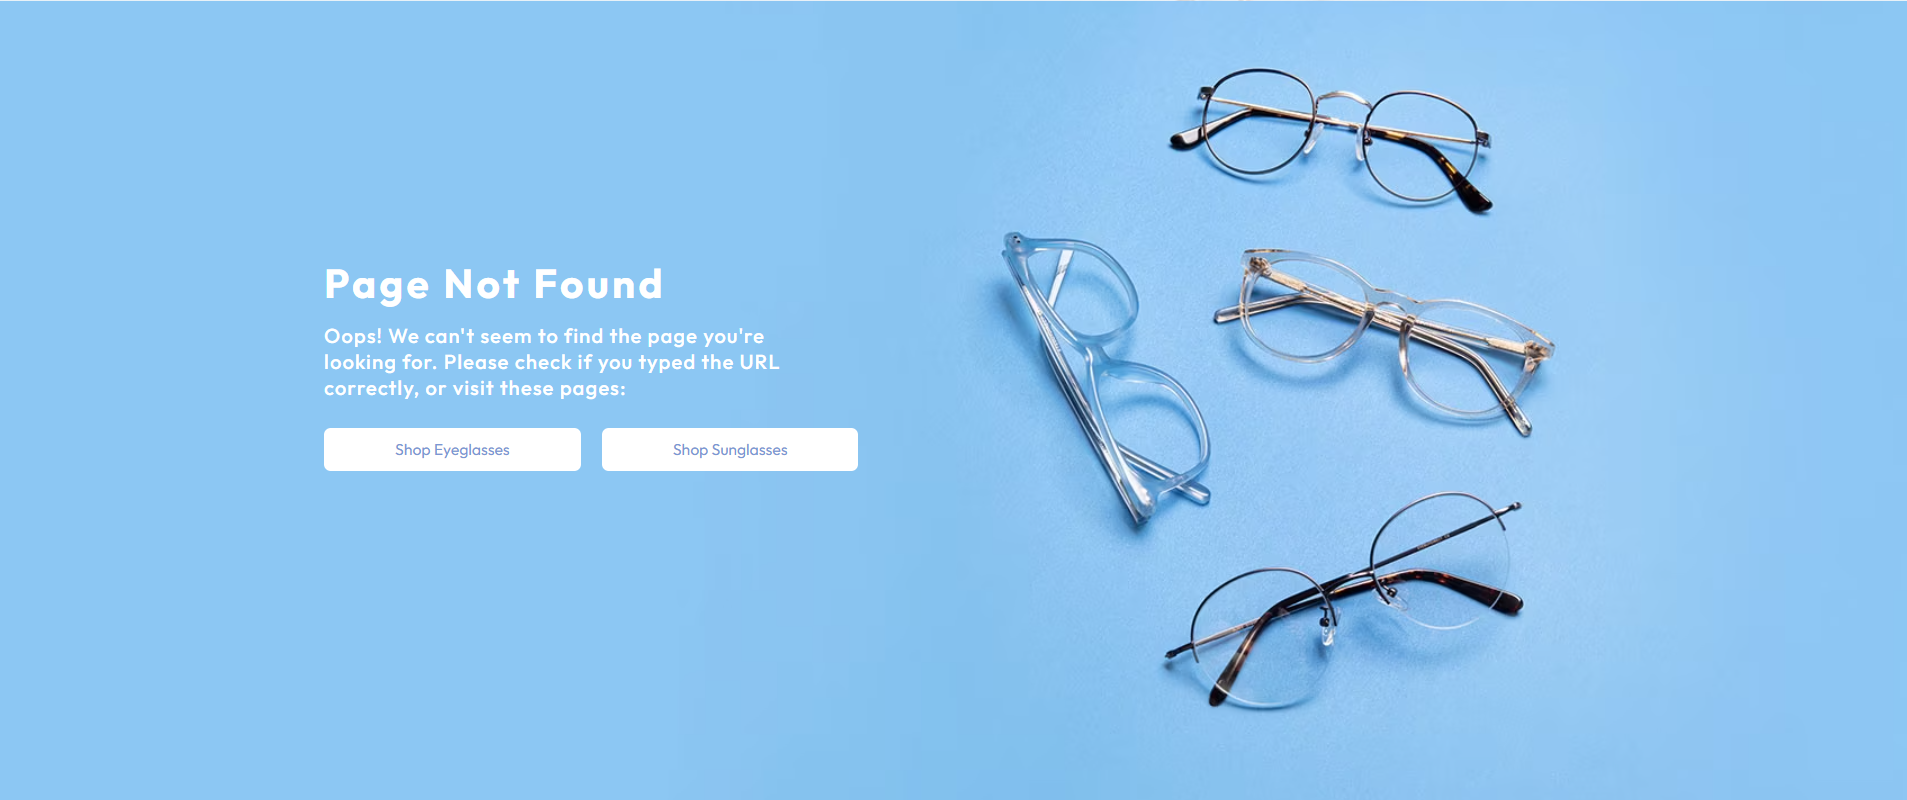 Page Not Found
Oops! We can't seem to find the page you're
looking for. Please check if you typed the URL
correctly, or visit these pages:
Shop Eyeglasses
Shop Sunglasses